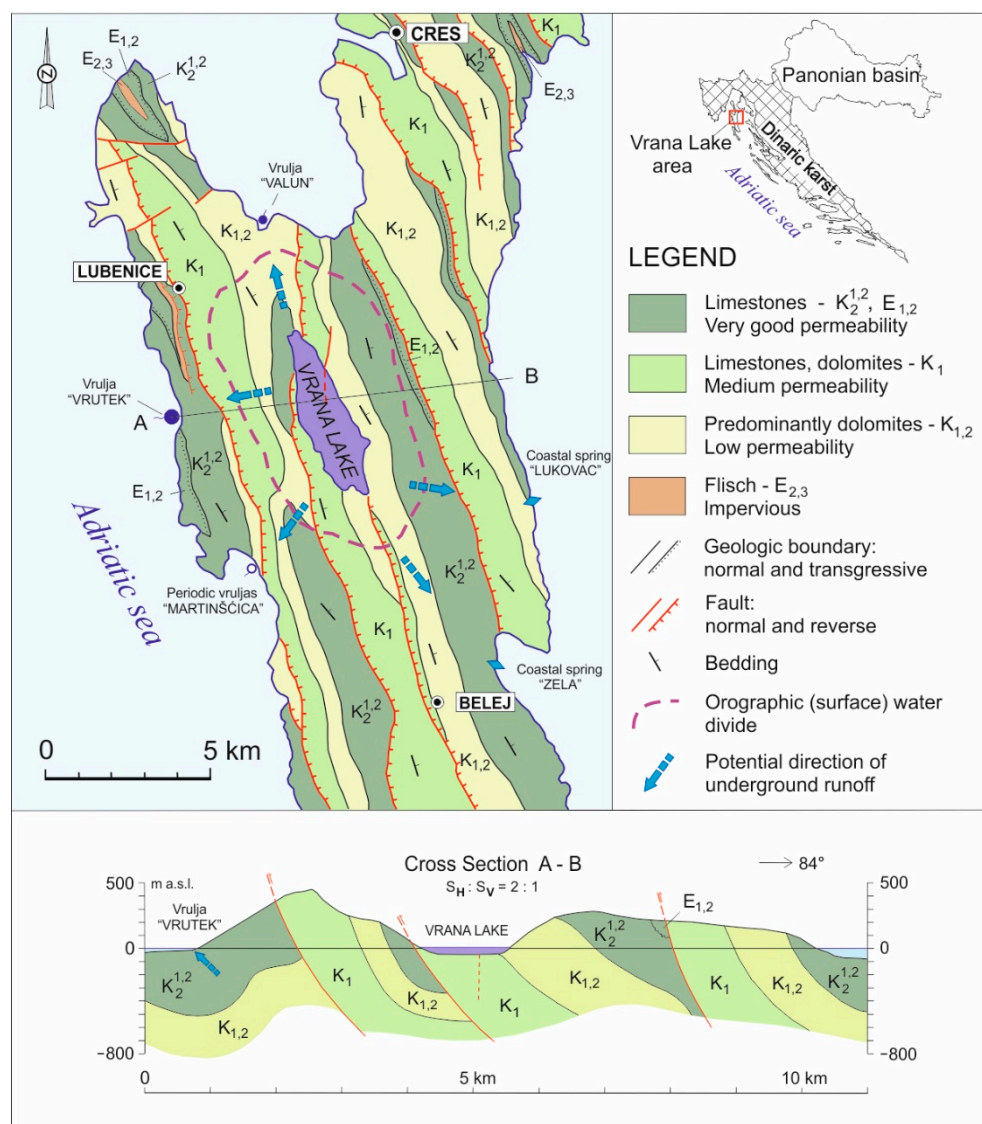 E1,2
E2,3
K2^1,2
N
CRES
K1
K2^1,2
E2,3
K1
Vrulja
"VALUN"
K1,2
K1,2
K1,2
LUBENICE
K1
E1,2
Vrulja
"VRUTEK"
A
VRANA LAKE
B
K2^1,2
K1
Coastal spring
"LUKOVAC"
E1,2
Adriatic sea
K2^1,2
Periodic vruljas
"MARTINŠĆICA"
K1
Coastal spring
"ZELA"
BELEJ
K2^1,2
K1,2
0 5 km
Panonian basin
Dinaric karst
Vrana Lake
area
Adriatic sea
LEGEND
Limestones - K2^1,2, E1,2
Very good permeability
Limestones, dolomites - K1
Medium permeability
Predominantly dolomites - K1,2
Low permeability
Flisch - E2,3
Impervious
Geologic boundary:
normal and transgressive
Fault:
normal and reverse
Bedding
Orographic (surface) water
divide
Potential direction of
underground runoff
Cross Section A - B
SH : SV = 2 : 1
84°
500 m a.s.l.
500
Vrulja
"VRUTEK"
VRANA LAKE
E1,2
0
0
K2^1,2
K1
K1,2
K1
K1,2
K2^1,2
K1,2
K1
K1,2
K2^1,2
−800
−800
0 5 km 10 km